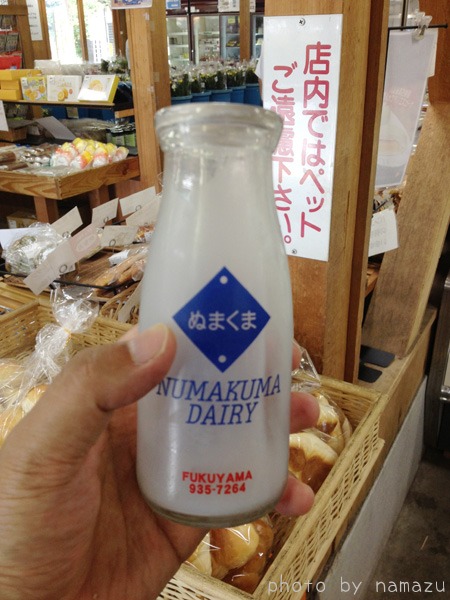 店内ではペット
ご遠慮下さい。
ぬまくま
NUMAKUMA
DAIRY
FUKUYAMA
935-7264
photo by namazu